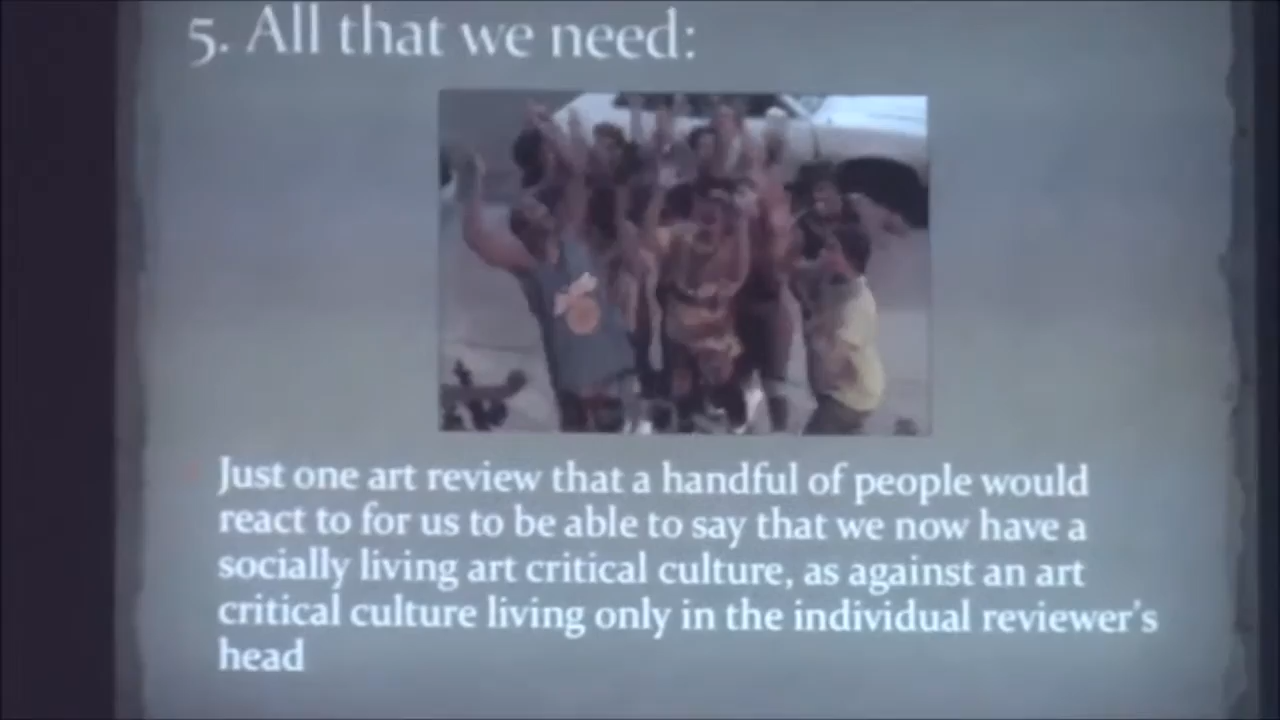 5. All that we need:
Just one art review that a handful of people would
react to for us to be able to say that we now have a
socially living art critical culture, as against an art
critical culture living only in the individual reviewer's
head